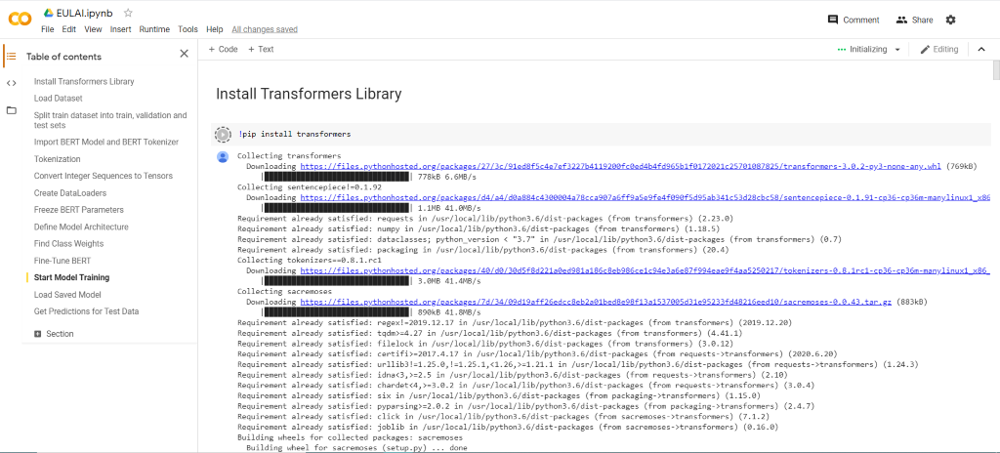 EULAI.ipynb
File Edit View Insert Runtime Tools Help All changes saved
Comment Share
Table of contents
Install Transformers Library
Load Dataset
Split train dataset into train, validation and
test sets
Import BERT Model and BERT Tokenizer
Tokenization
Convert Integer Sequences to Tensors
Create DataLoaders
Freeze BERT Parameters
Define Model Architecture
Find Class Weights
Fine-Tune BERT
Start Model Training
Load Saved Model
Get Predictions for Test Data
Section
+ Code + Text
Initializing
Editing
Install Transformers Library
!pip install transformers
Collecting transformers
Downloading https://files.pythonhosted.org/packages/27/3c/91ed8f5c4e7ef3227b4119200fc0ed4b4fd965b1f0172021c25701087825/transformers-3.0.2-py3-none-any.whl (769kB)
| 778kB 6.6MB/s
Collecting sentencepiece!=0.1.92
Downloading https://files.pythonhosted.org/packages/d4/a4/d0a884c4300004a78cca907a6ff9a5e9fe4f090f5d95ab341c53d28cbc58/sentencepiece-0.1.91-cp36-cp36m-manylinux1_x86
| 1.1MB 41.0MB/s
Requirement already satisfied: requests in /usr/local/lib/python3.6/dist-packages (from transformers) (2.23.0)
Requirement already satisfied: numpy in /usr/local/lib/python3.6/dist-packages (from transformers) (1.18.5)
Requirement already satisfied: dataclasses; python_version < "3.7" in /usr/local/lib/python3.6/dist-packages (from transformers) (0.7)
Requirement already satisfied: packaging in /usr/local/lib/python3.6/dist-packages (from transformers) (20.4)
Collecting tokenizers==0.8.1.rc1
Downloading https://files.pythonhosted.org/packages/40/d0/30d5f8d221a0ed981a186c8eb986ce1c94e3a6e87f994eae9f4aa5250217/tokenizers-0.8.1rc1-cp36-cp36m-manylinux1_x86_
| 3.0MB 41.4MB/s
Collecting sacremoses
Downloading https://files.pythonhosted.org/packages/7d/34/09d19aff26edcc8eb2a01bed8e98f13a1537005d31e95233fd48216eed10/sacremoses-0.0.43.tar.gz (883kB)
| 890kB 41.8MB/s
Requirement already satisfied: regex!=2019.12.17 in /usr/local/lib/python3.6/dist-packages (from transformers) (2019.12.20)
Requirement already satisfied: tqdm>=4.27 in /usr/local/lib/python3.6/dist-packages (from transformers) (4.41.1)
Requirement already satisfied: filelock in /usr/local/lib/python3.6/dist-packages (from transformers) (3.0.12)
Requirement already satisfied: certifi>=2017.4.17 in /usr/local/lib/python3.6/dist-packages (from requests->transformers) (2020.6.20)
Requirement already satisfied: urllib3!=1.25.0,!=1.25.1,<1.26,>=1.21.1 in /usr/local/lib/python3.6/dist-packages (from requests->transformers) (1.24.3)
Requirement already satisfied: idna<3,>=2.5 in /usr/local/lib/python3.6/dist-packages (from requests->transformers) (2.10)
Requirement already satisfied: chardet<4,>=3.0.2 in /usr/local/lib/python3.6/dist-packages (from requests->transformers) (3.0.4)
Requirement already satisfied: six in /usr/local/lib/python3.6/dist-packages (from packaging->transformers) (1.15.0)
Requirement already satisfied: pyparsing>=2.0.2 in /usr/local/lib/python3.6/dist-packages (from packaging->transformers) (2.4.7)
Requirement already satisfied: click in /usr/local/lib/python3.6/dist-packages (from sacremoses->transformers) (7.1.2)
Requirement already satisfied: joblib in /usr/local/lib/python3.6/dist-packages (from sacremoses->transformers) (0.16.0)
Building wheels for collected packages: sacremoses
Building wheel for sacremoses (setup.py) ... done